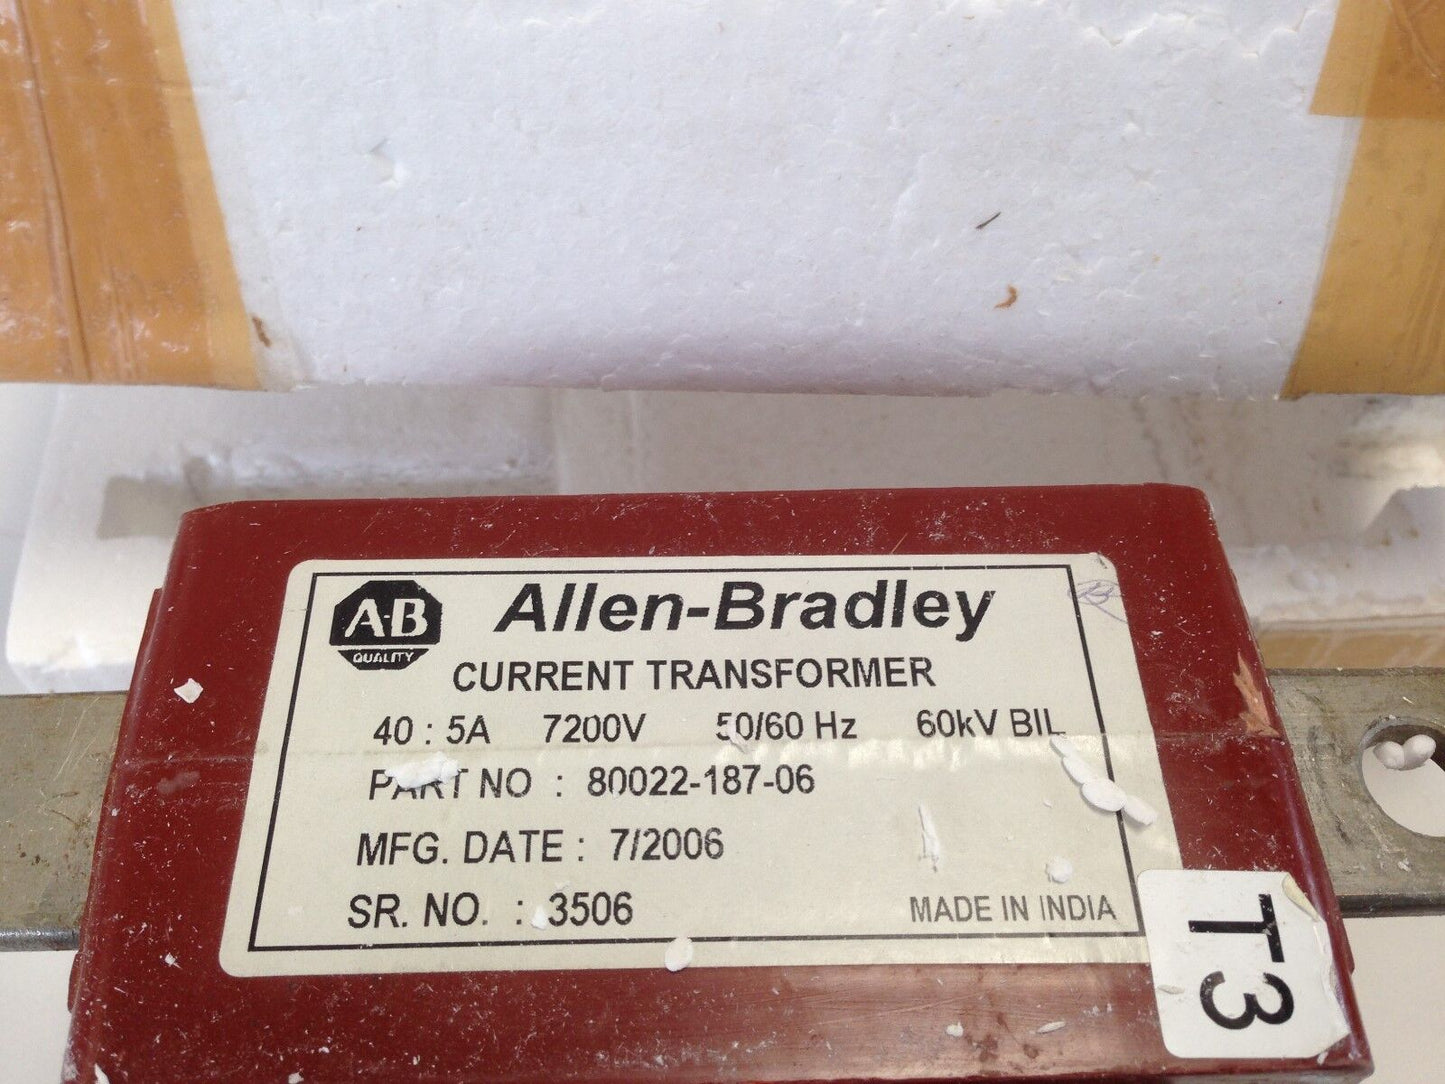 A-B
QUALITY
Allen-Bradley
CURRENT TRANSFORMER
40 : 5A 7200V 50/60 Hz 60kV BIL
PART NO : 80022-187-06
MFG. DATE : 7/2006
SR. NO. : 3506
MADE IN INDIA
T3